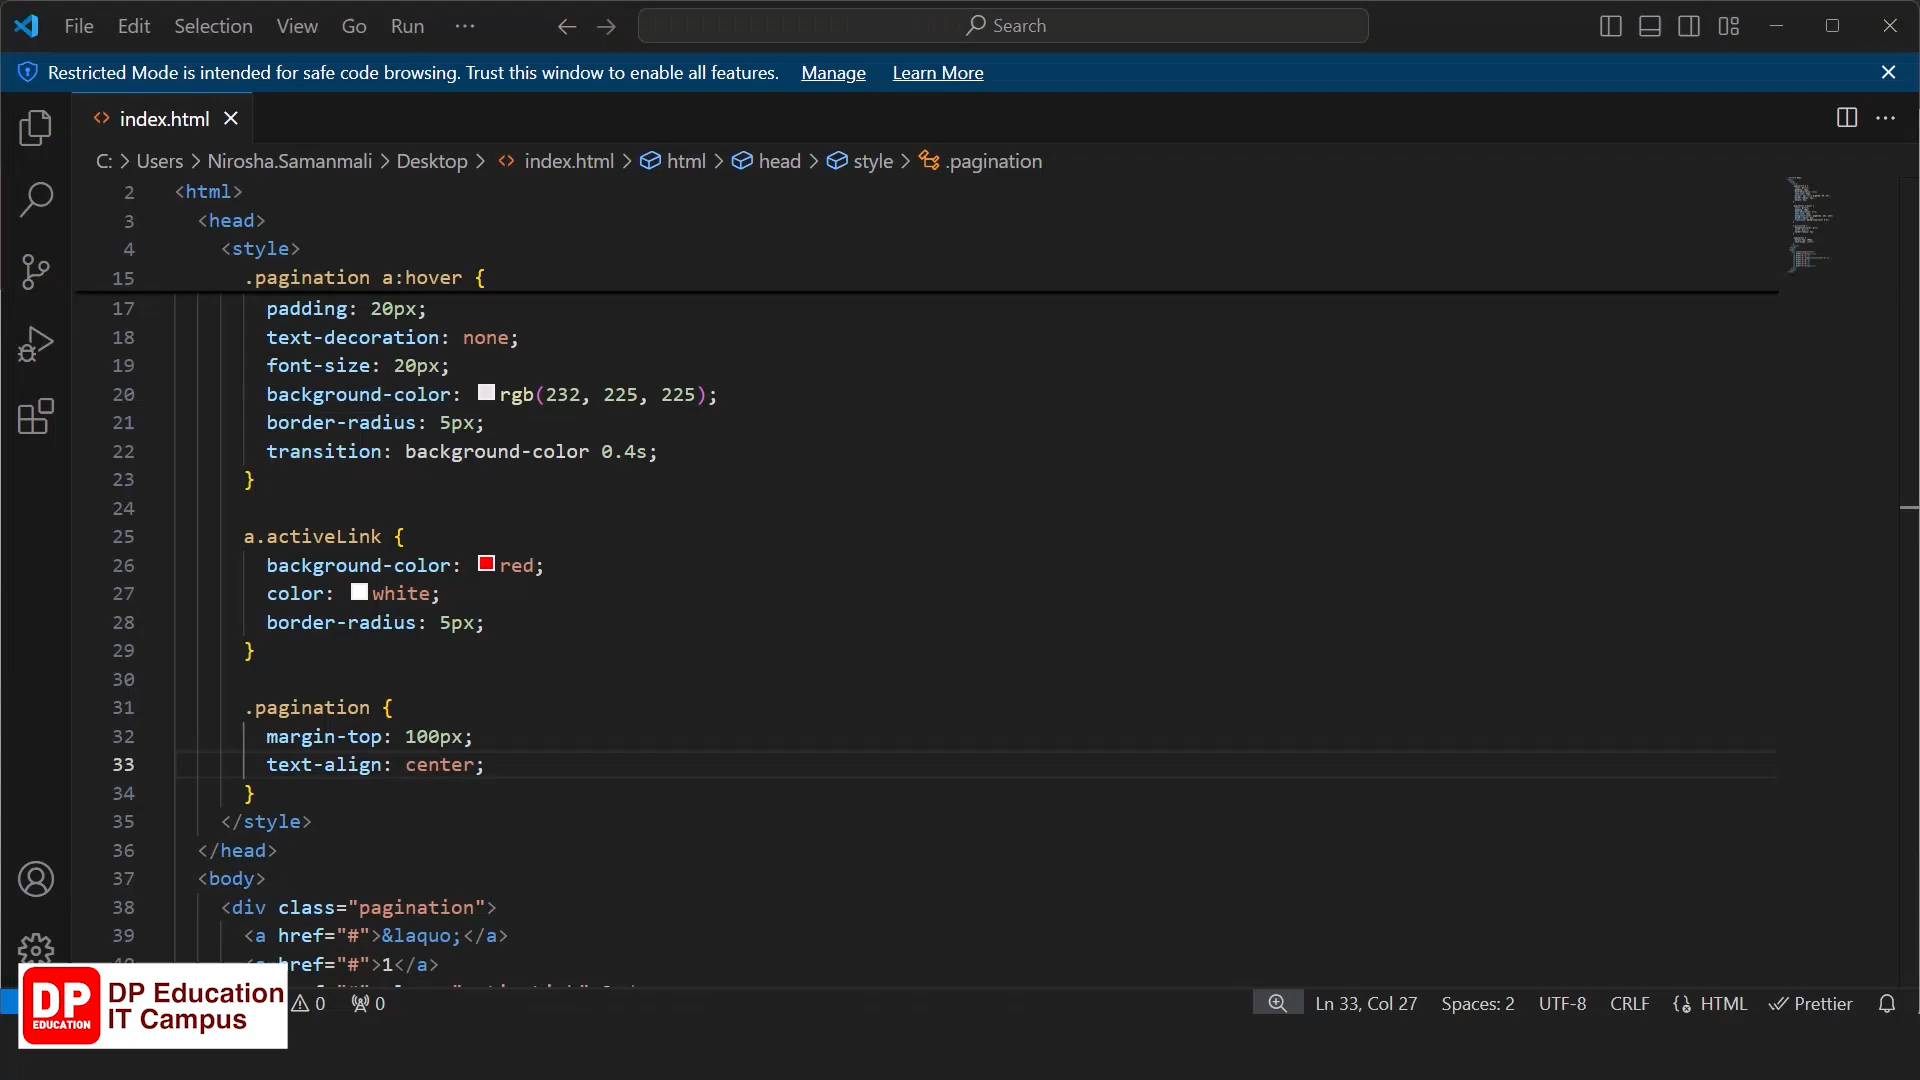 File Edit Selection View Go Run ··· Search
Restricted Mode is intended for safe code browsing. Trust this window to enable all features. Manage Learn More
index.html
C: > Users > Nirosha.Samanmali > Desktop > index.html > html > head > style > .pagination
2 <html>
3 <head>
4 <style>
15 .pagination a:hover {
17 padding: 20px;
18 text-decoration: none;
19 font-size: 20px;
20 background-color: rgb(232, 225, 225);
21 border-radius: 5px;
22 transition: background-color 0.4s;
23 }
24
25 a.activeLink {
26 background-color: red;
27 color: white;
28 border-radius: 5px;
29 }
30
31 .pagination {
32 margin-top: 100px;
33 text-align: center;
34 }
35 </style>
36 </head>
37 <body>
38 <div class="pagination">
39 <a href="#">&laquo;</a>
href="#">1</a>
0 0 Ln 33, Col 27 Spaces: 2 UTF-8 CRLF HTML Prettier
DP EDUCATION
DP Education
IT Campus